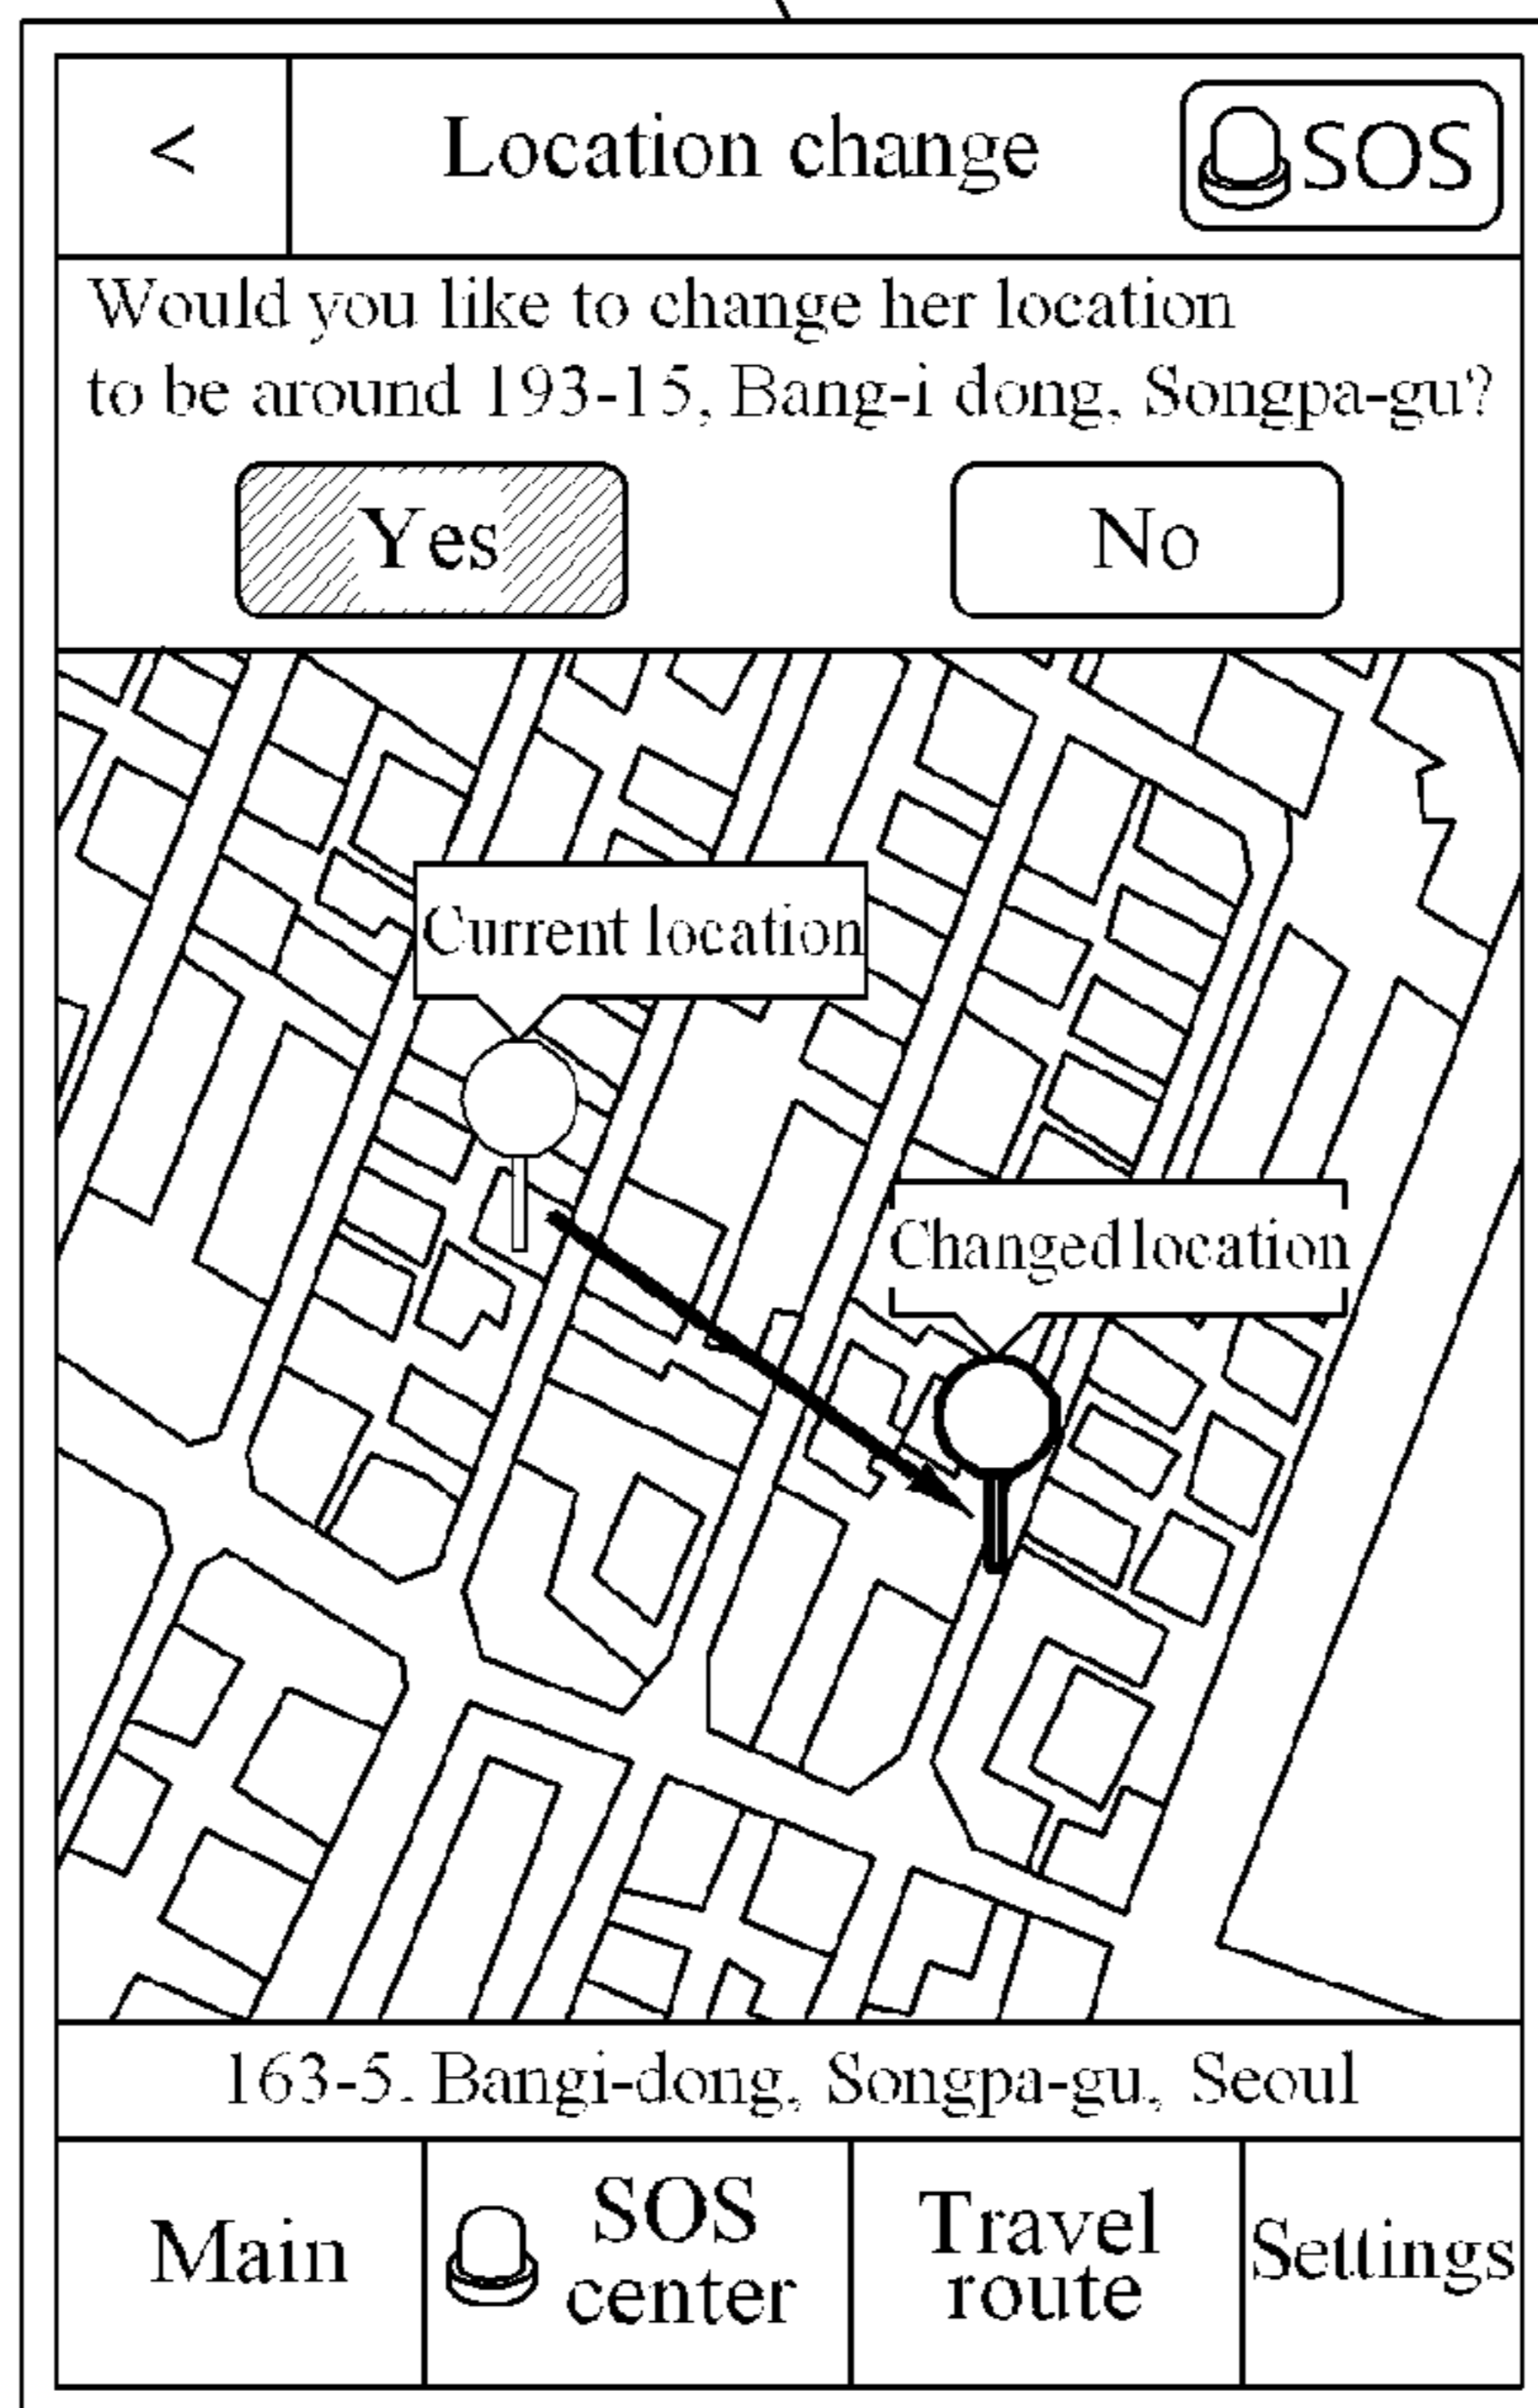 < Location change SOS
Would you like to change her location
to be around 193-15, Bang-i dong, Songpa-gu?
Yes No
Current location
Changed location
163-5. Bangi-dong, Songpa-gu, Seoul
Main
SOS
center
Travel
route
Settings